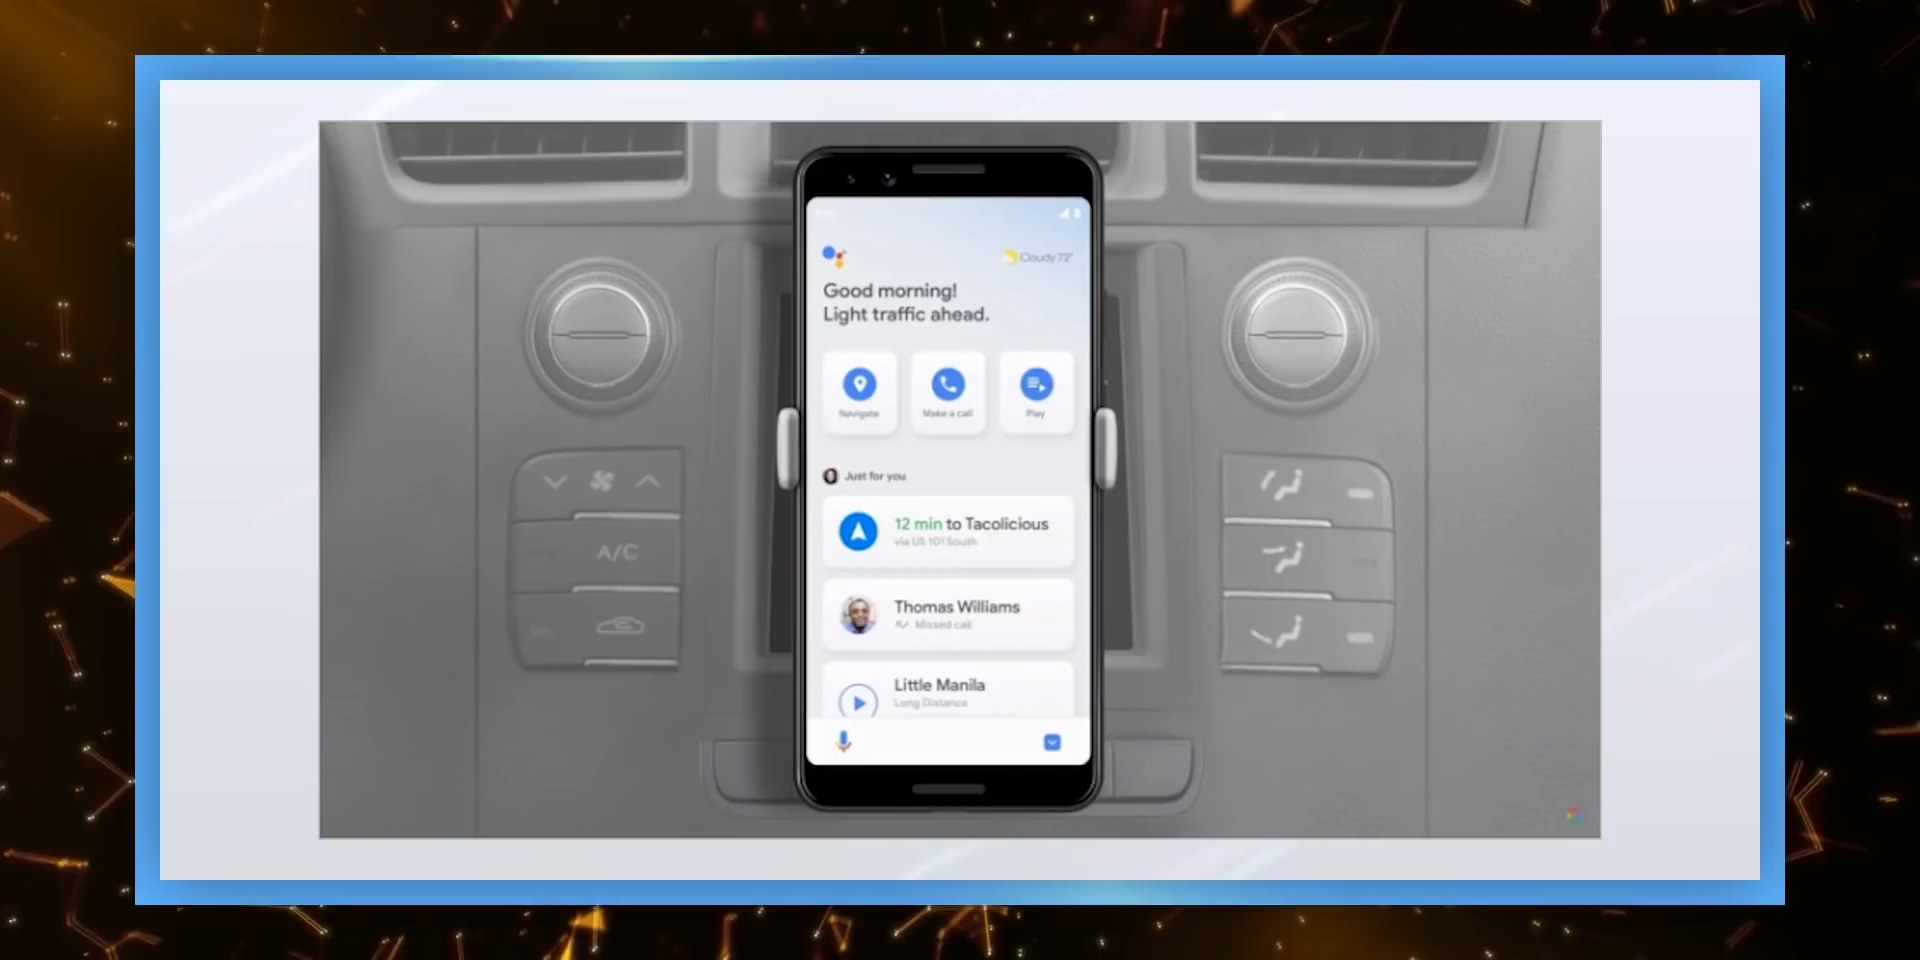 Cloudy 72°
Good morning!
Light traffic ahead.
Navigate
Make a call
Play
Just for you
12 min to Tacolicious
via US 101 South
Thomas Williams
Missed call
Little Manila
Long Distance
A/C